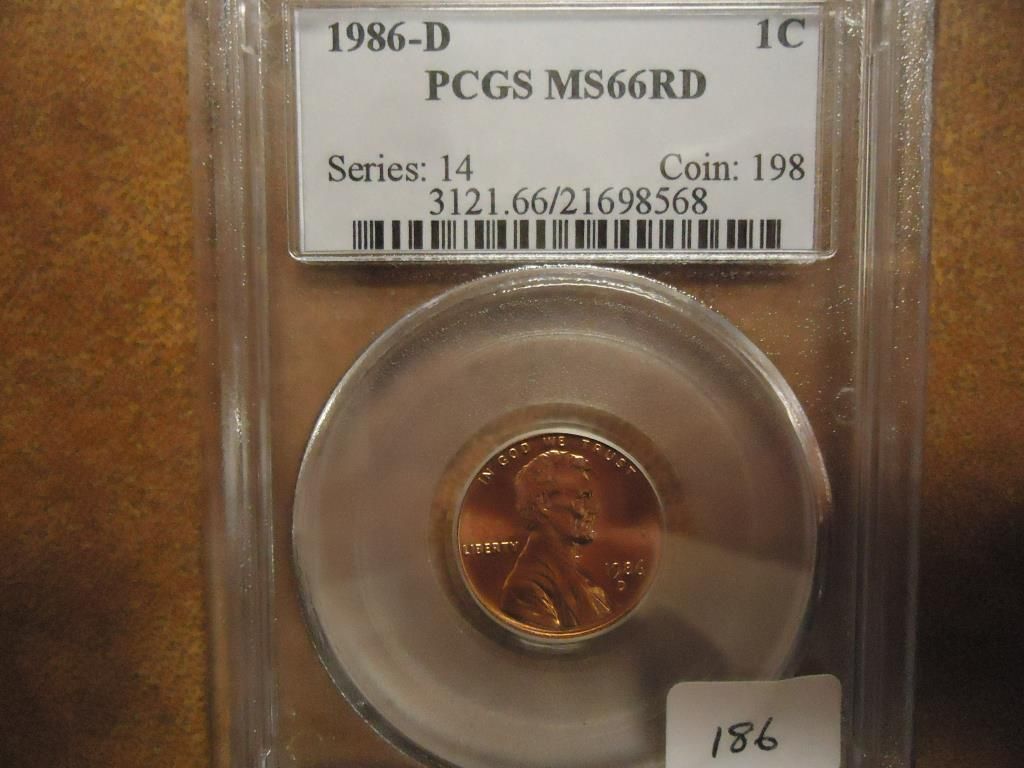 1986-D 1C
PCGS MS66RD
Series: 14 Coin: 198
3121.66/21698568
IN GOD WE TRUST
LIBERTY
1986
D
186